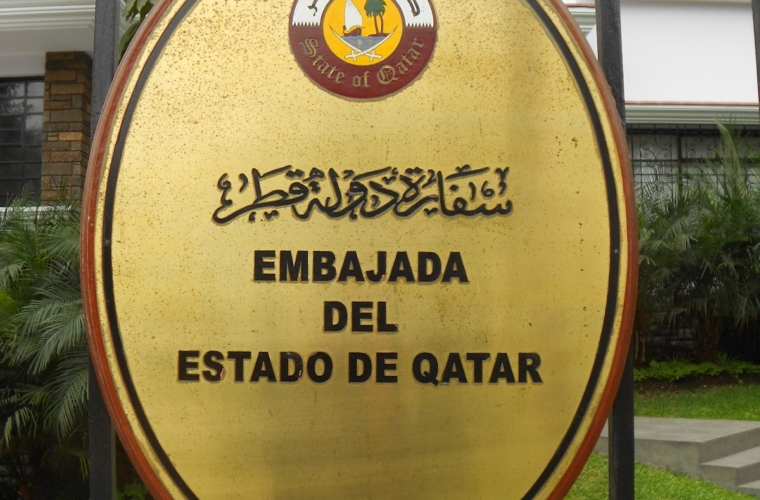 State of Qatar
سفارة دولة قطر
EMBAJADA
DEL
ESTADO DE QATAR